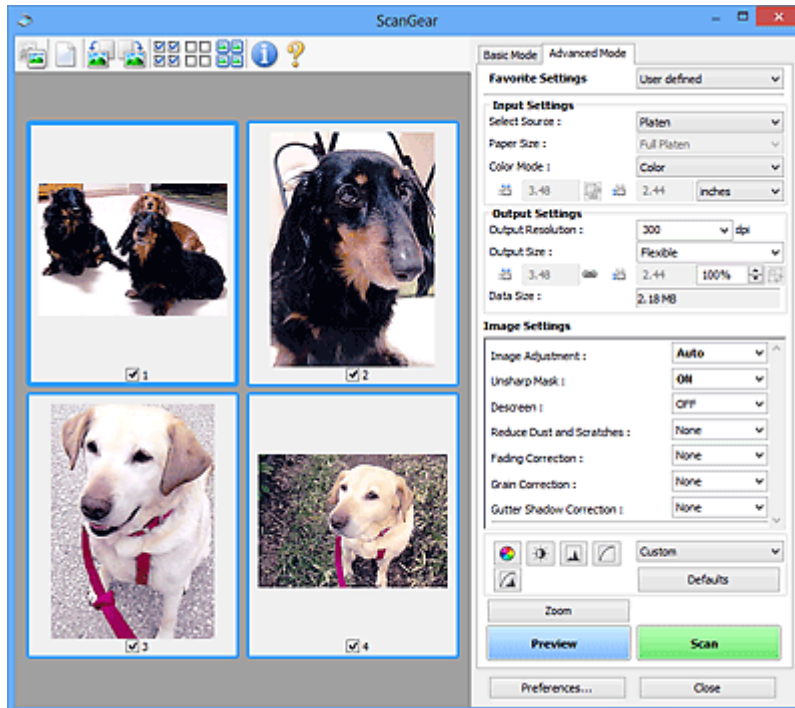 ScanGear
Basic Mode Advanced Mode
Favorite Settings User defined
Input Settings
Select Source : Platen
Paper Size : Full Platen
Color Mode : Color
3.48 2.44 inches
Output Settings
Output Resolution : 300 dpi
Output Size : Flexible
3.48 2.44 100%
Data Size : 2.18 MB
Image Settings
Image Adjustment : Auto
Unsharp Mask : ON
Descreen : OFF
Reduce Dust and Scratches : None
Fading Correction : None
Grain Correction : None
Gutter Shadow Correction : None
Custom
Defaults
Zoom
Preview Scan
Preferences... Close
1
2
3
4